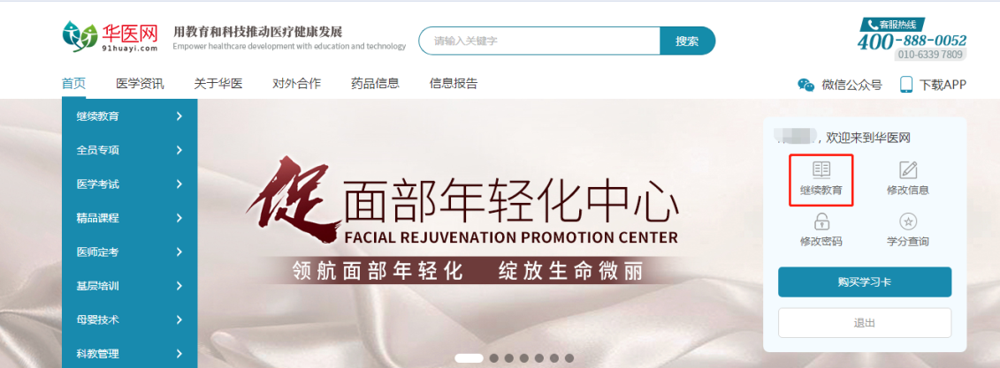 华医网
91huayi.com
用教育和科技推动医疗健康发展
Empower healthcare development with education and technology
请输入关键字
搜索
客服热线
400-888-0052
010-6339 7809
首页
医学资讯
关于华医
对外合作
药品信息
信息报告
微信公众号
下载APP
继续教育
全员专项
医学考试
精品课程
医师定考
基层培训
母婴技术
科教管理
促面部年轻化中心
FACIAL REJUVENATION PROMOTION CENTER
领航面部年轻化 绽放生命微丽
，欢迎来到华医网
继续教育
修改信息
修改密码
学分查询
购买学习卡
退出